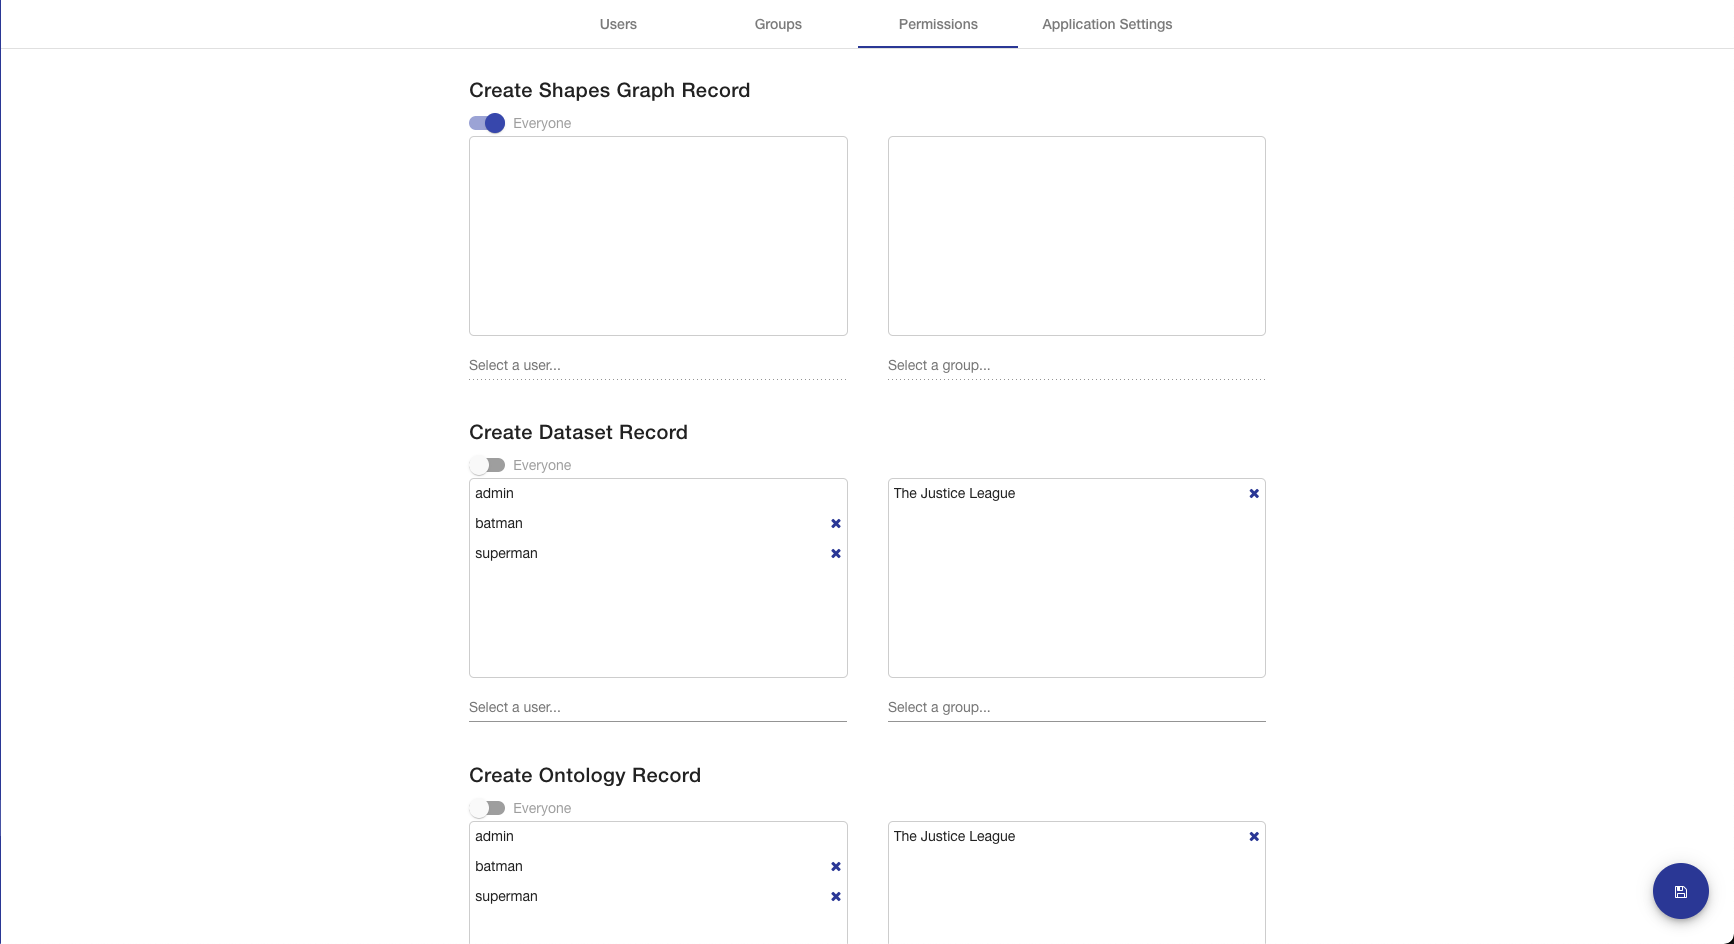 Users Groups Permissions Application Settings
Create Shapes Graph Record
Everyone
Select a user... Select a group...
Create Dataset Record
Everyone
admin The Justice League
batman
superman
Select a user... Select a group...
Create Ontology Record
Everyone
admin The Justice League
batman
superman